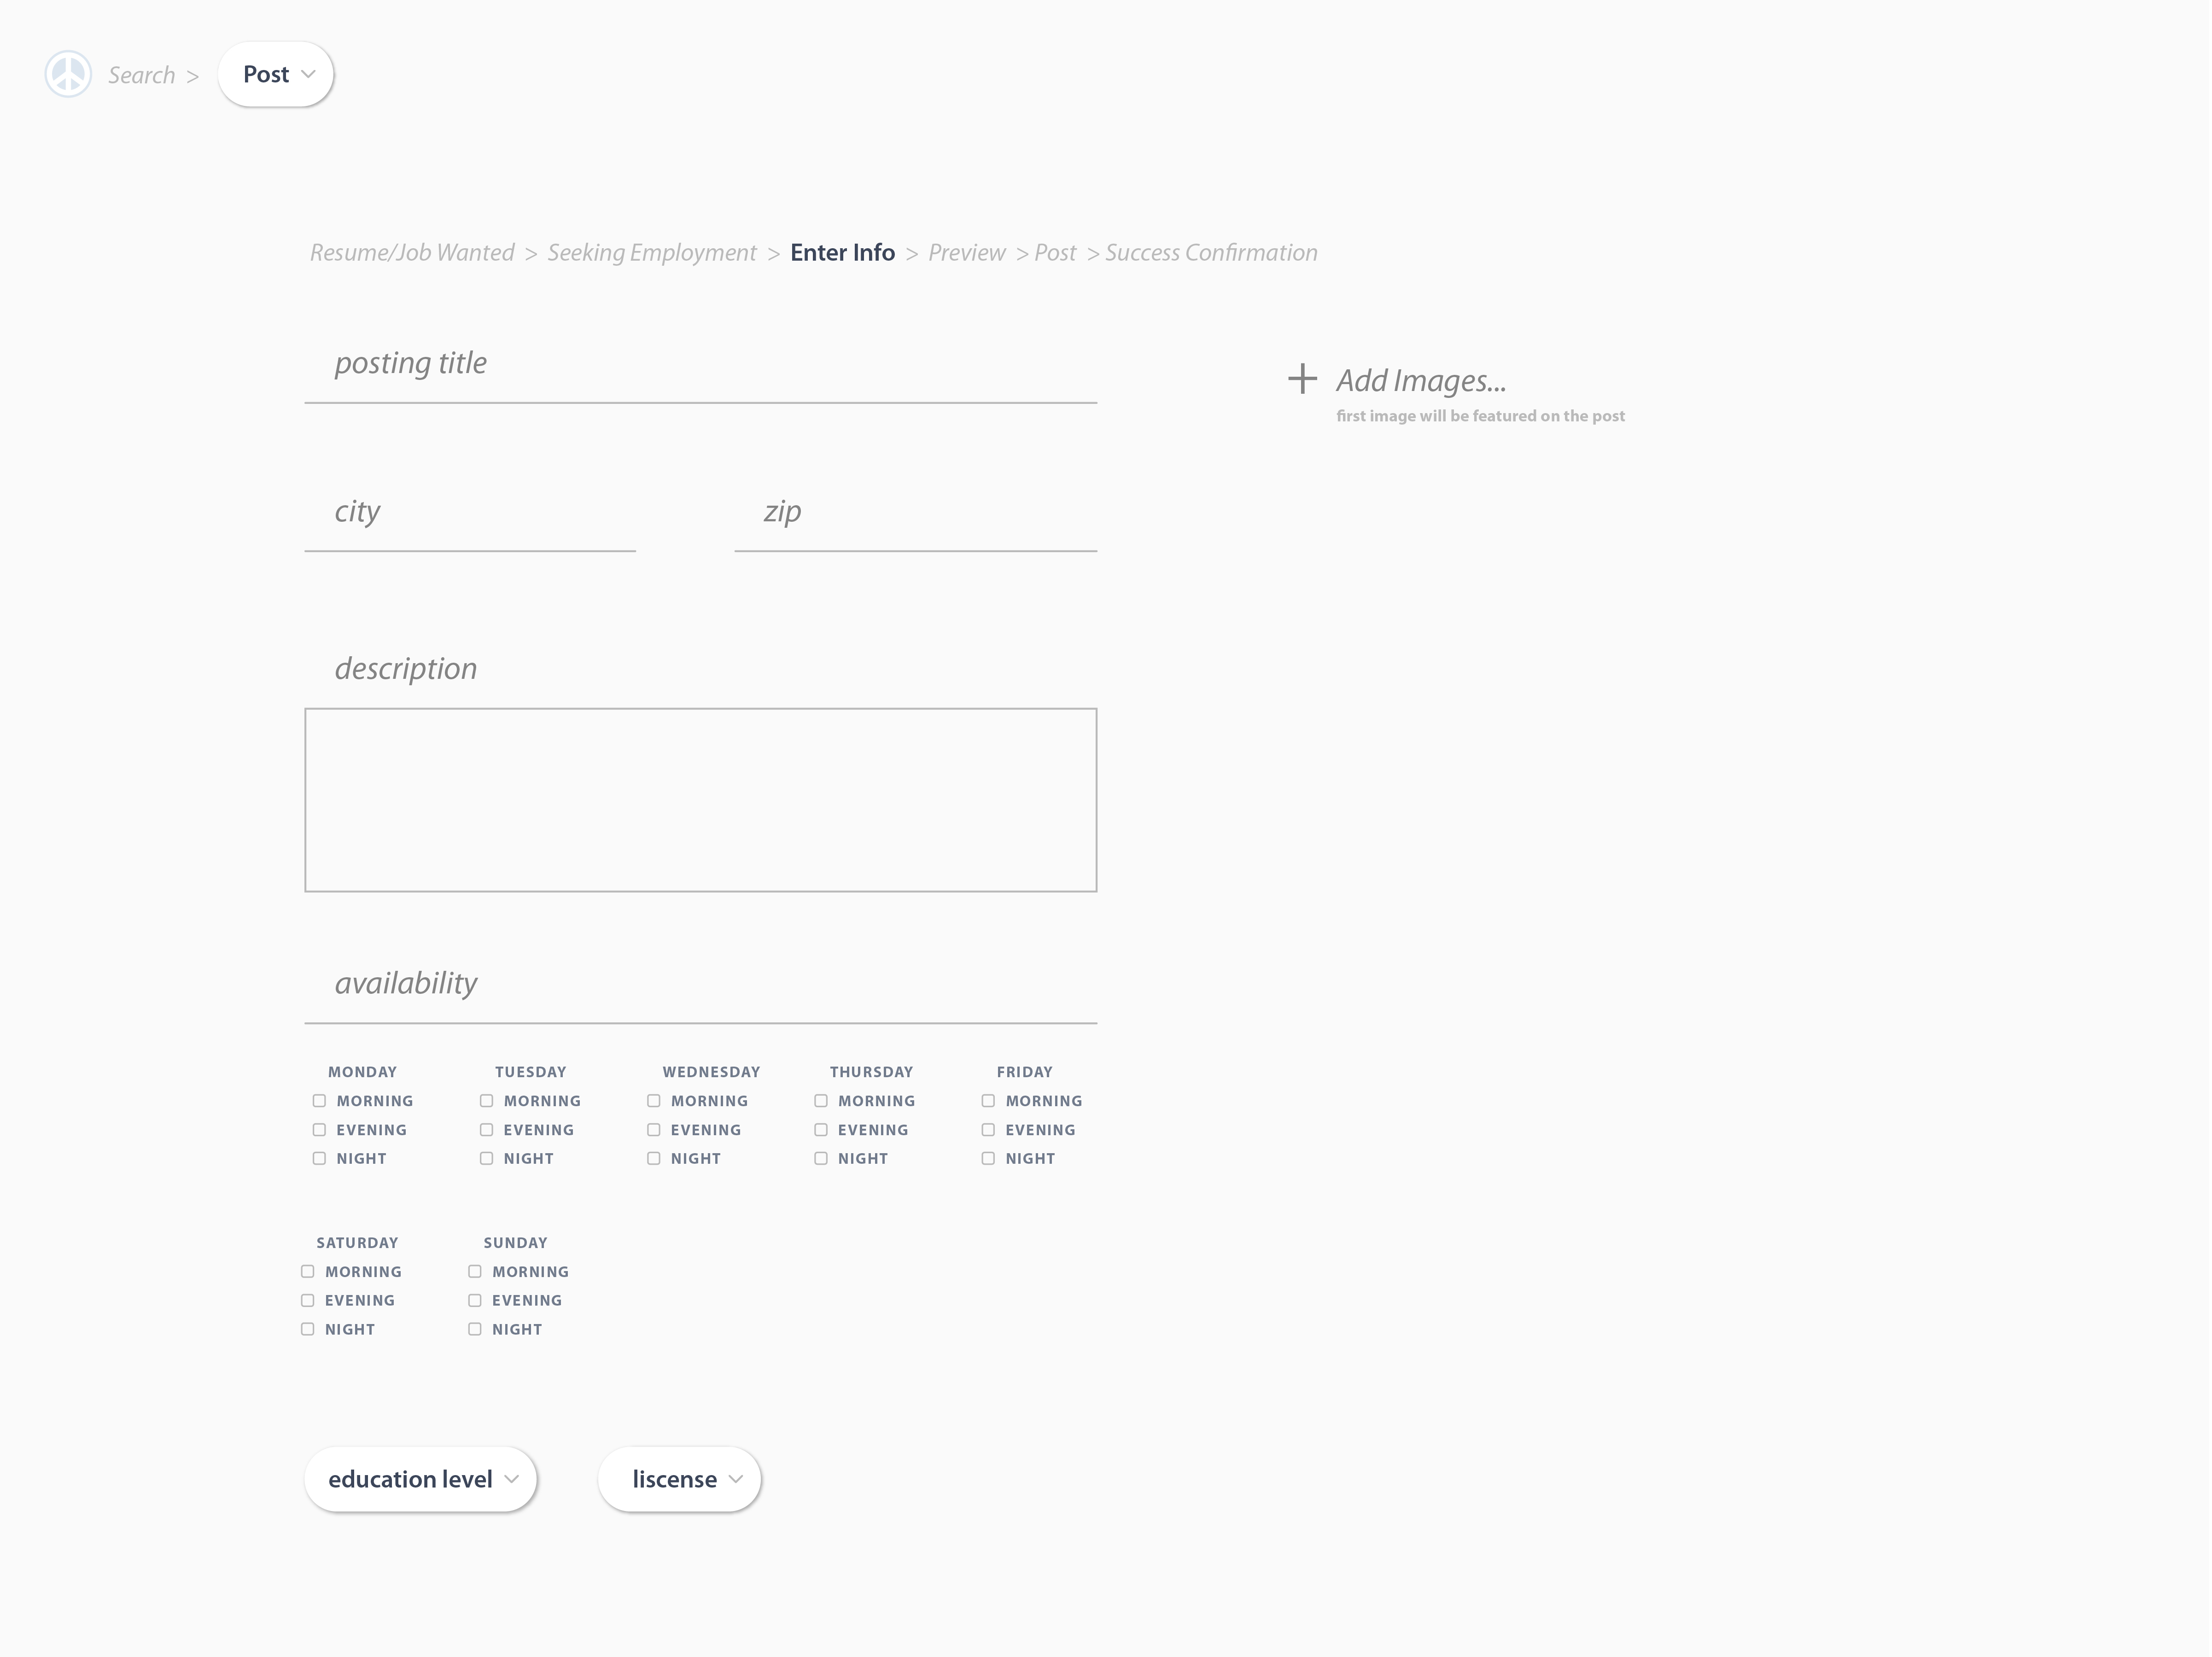 Search > Post
Resume/Job Wanted > Seeking Employment > Enter Info > Preview > Post > Success Confirmation
posting title
Add Images...
first image will be featured on the post
city zip
description
availability
MONDAY TUESDAY WEDNESDAY THURSDAY FRIDAY
MORNING MORNING MORNING MORNING MORNING
EVENING EVENING EVENING EVENING EVENING
NIGHT NIGHT NIGHT NIGHT NIGHT
SATURDAY SUNDAY
MORNING MORNING
EVENING EVENING
NIGHT NIGHT
education level liscense